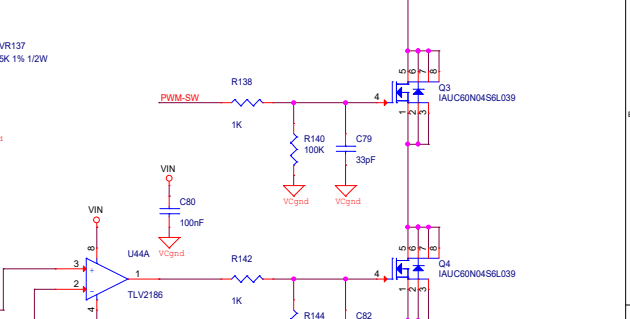 VR137
5K 1% 1/2W
R138
PWM-SW
1K
R140
100K
C79
33pF
VCgnd
VCgnd
4
5
6
7
8
1
2
3
Q3
IAUC60N04S6L039
VIN
C80
100nF
VCgnd
VIN
8
3
+
2
-
4
1
U44A
TLV2186
R142
1K
R144
C82
4
5
6
7
8
1
2
3
Q4
IAUC60N04S6L039